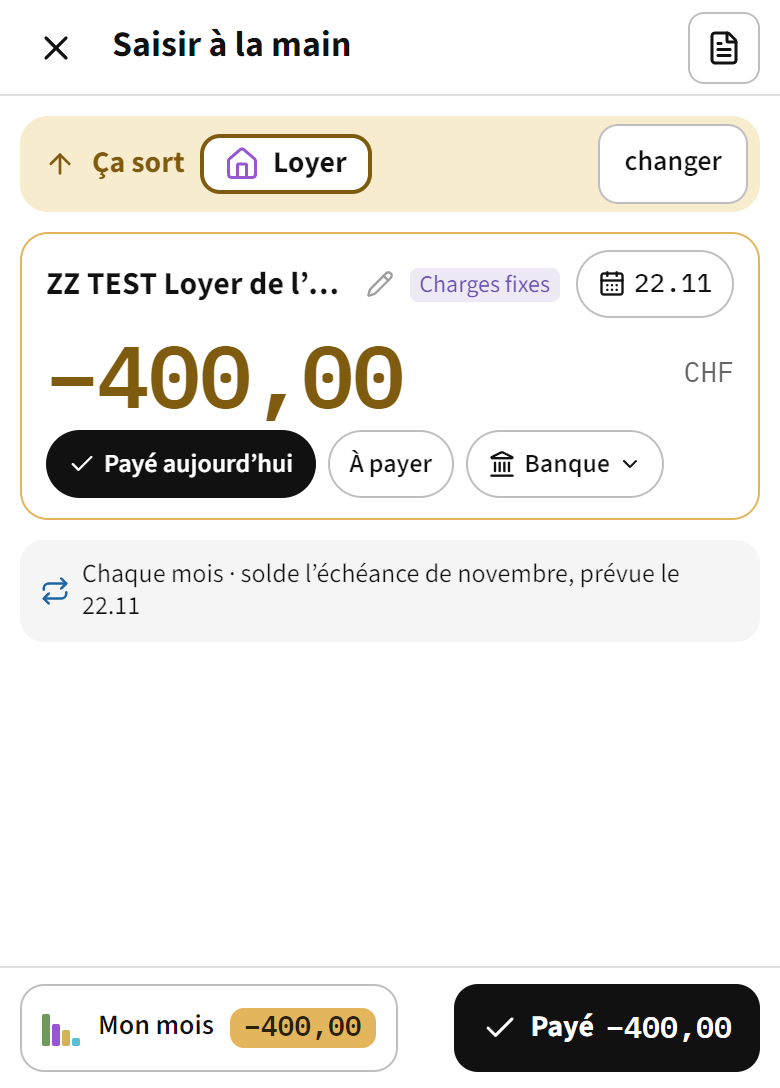 Saisir à la main
Ça sort
Loyer
changer
ZZ TEST Loyer de l’…
Charges fixes
22.11
−400,00
CHF
Payé aujourd’hui
À payer
Banque
Chaque mois · solde l’échéance de novembre, prévue le
22.11
Mon mois
−400,00
Payé −400,00